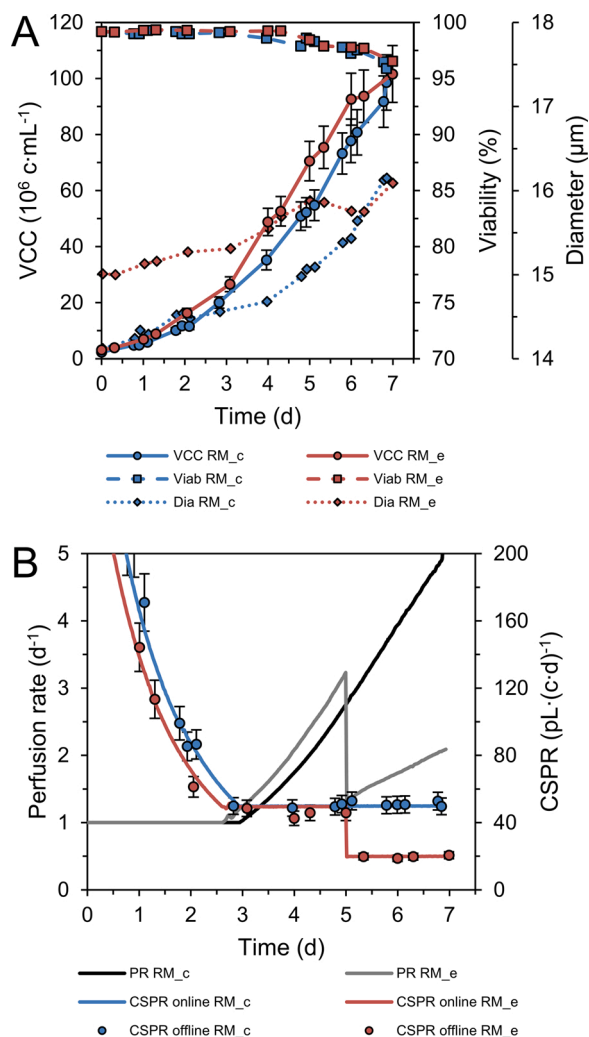 A
120
100
80
60
40
20
0
VCC (10⁶ c·mL⁻¹)
100
95
90
85
80
75
70
Viability (%)
18
17
16
15
14
Diameter (µm)
0 1 2 3 4 5 6 7
Time (d)
VCC RM_c VCC RM_e
Viab RM_c Viab RM_e
Dia RM_c Dia RM_e
B
5
4
3
2
1
0
Perfusion rate (d⁻¹)
200
160
120
80
40
0
CSPR (pL·(c·d)⁻¹)
0 1 2 3 4 5 6 7
Time (d)
PR RM_c PR RM_e
CSPR online RM_c CSPR online RM_e
CSPR offline RM_c CSPR offline RM_e